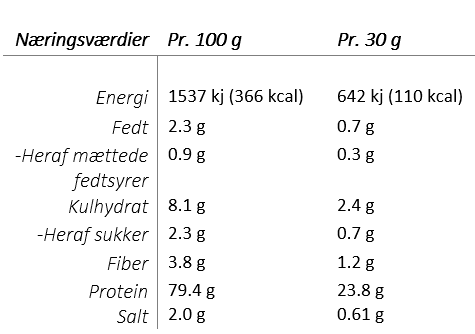 Næringsværdier Pr. 100 g Pr. 30 g
Energi 1537 kj (366 kcal) 642 kj (110 kcal)
Fedt 2.3 g 0.7 g
-Heraf mættede 0.9 g 0.3 g
fedtsyrer
Kulhydrat 8.1 g 2.4 g
-Heraf sukker 2.3 g 0.7 g
Fiber 3.8 g 1.2 g
Protein 79.4 g 23.8 g
Salt 2.0 g 0.61 g